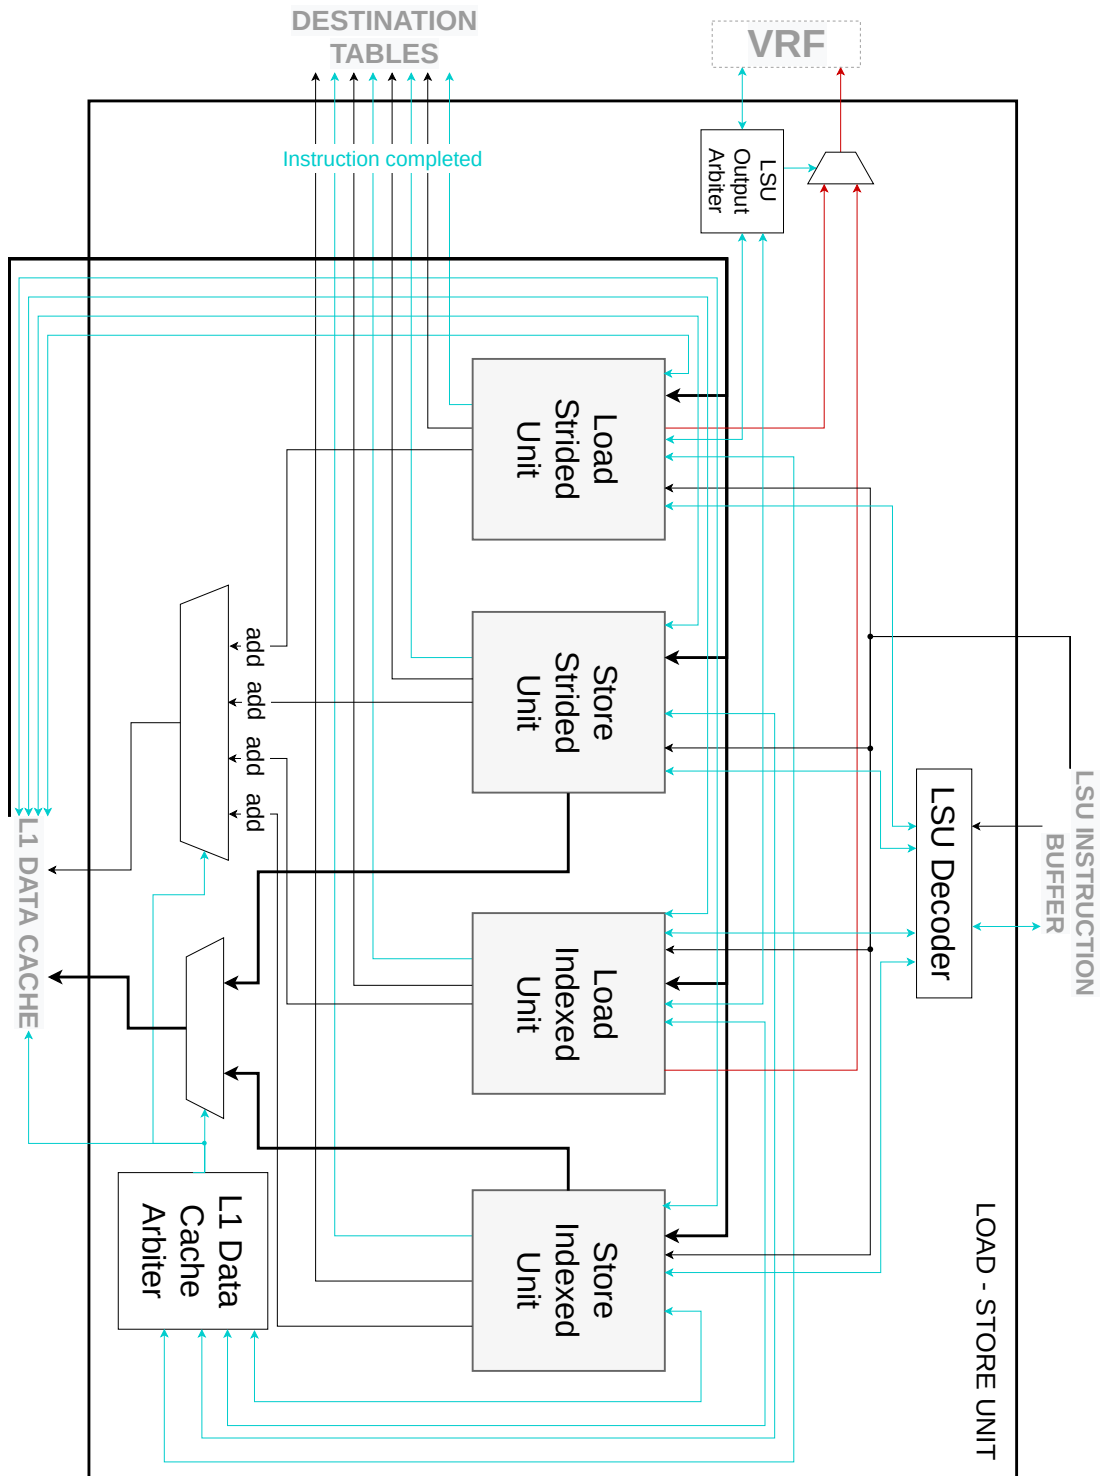 DESTINATION
TABLES
VRF
Instruction completed
LSU
Output
Arbiter
Load
Strided
Unit
Store
Strided
Unit
Load
Indexed
Unit
Store
Indexed
Unit
add
add
add
add
LSU Decoder
LSU INSTRUCTION
BUFFER
L1 DATA CACHE
L1 Data
Cache
Arbiter
LOAD - STORE UNIT